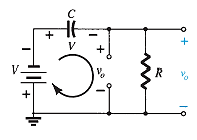 C
− + − + +
V
V v_o R v_o
+ − −